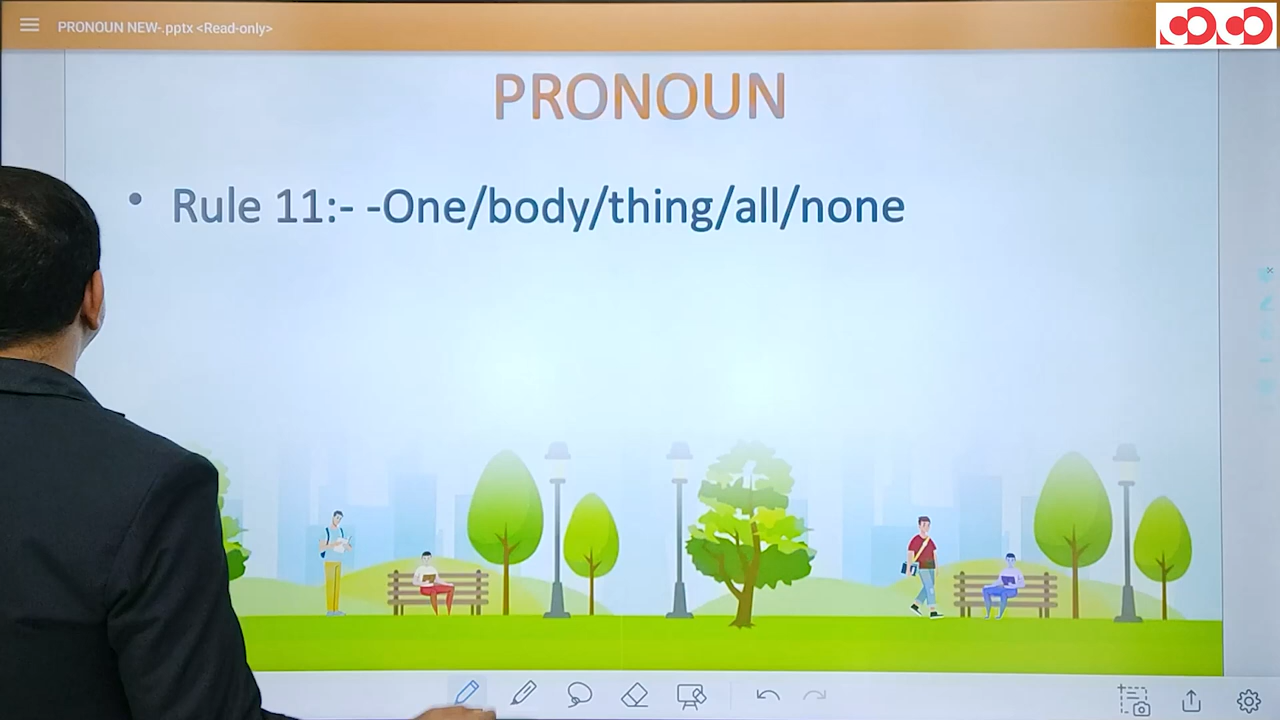 PRONOUN NEW-.pptx <Read-only>
PRONOUN
• Rule 11:- -One/body/thing/all/none